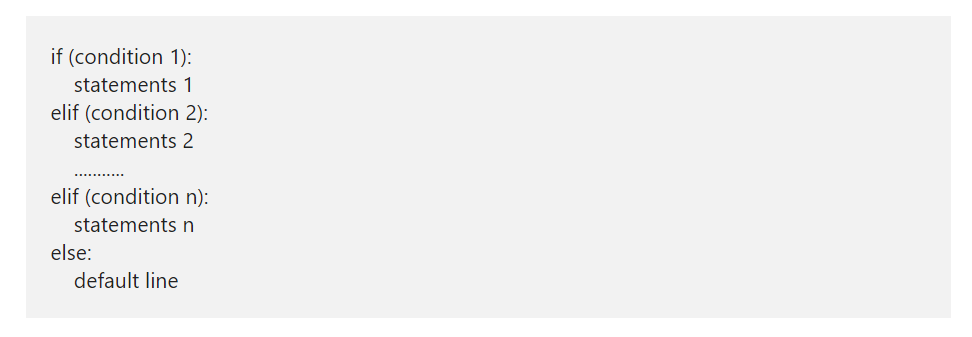 if (condition 1):
statements 1
elif (condition 2):
statements 2
...........
elif (condition n):
statements n
else:
default line